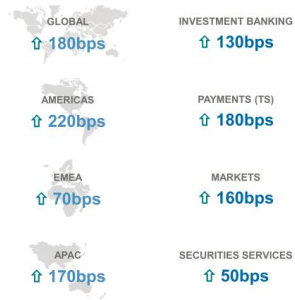 GLOBAL
⇧ 180bps
INVESTMENT BANKING
⇧ 130bps
AMERICAS
⇧ 220bps
PAYMENTS (TS)
⇧ 180bps
EMEA
⇧ 70bps
MARKETS
⇧ 160bps
APAC
⇧ 170bps
SECURITIES SERVICES
⇧ 50bps